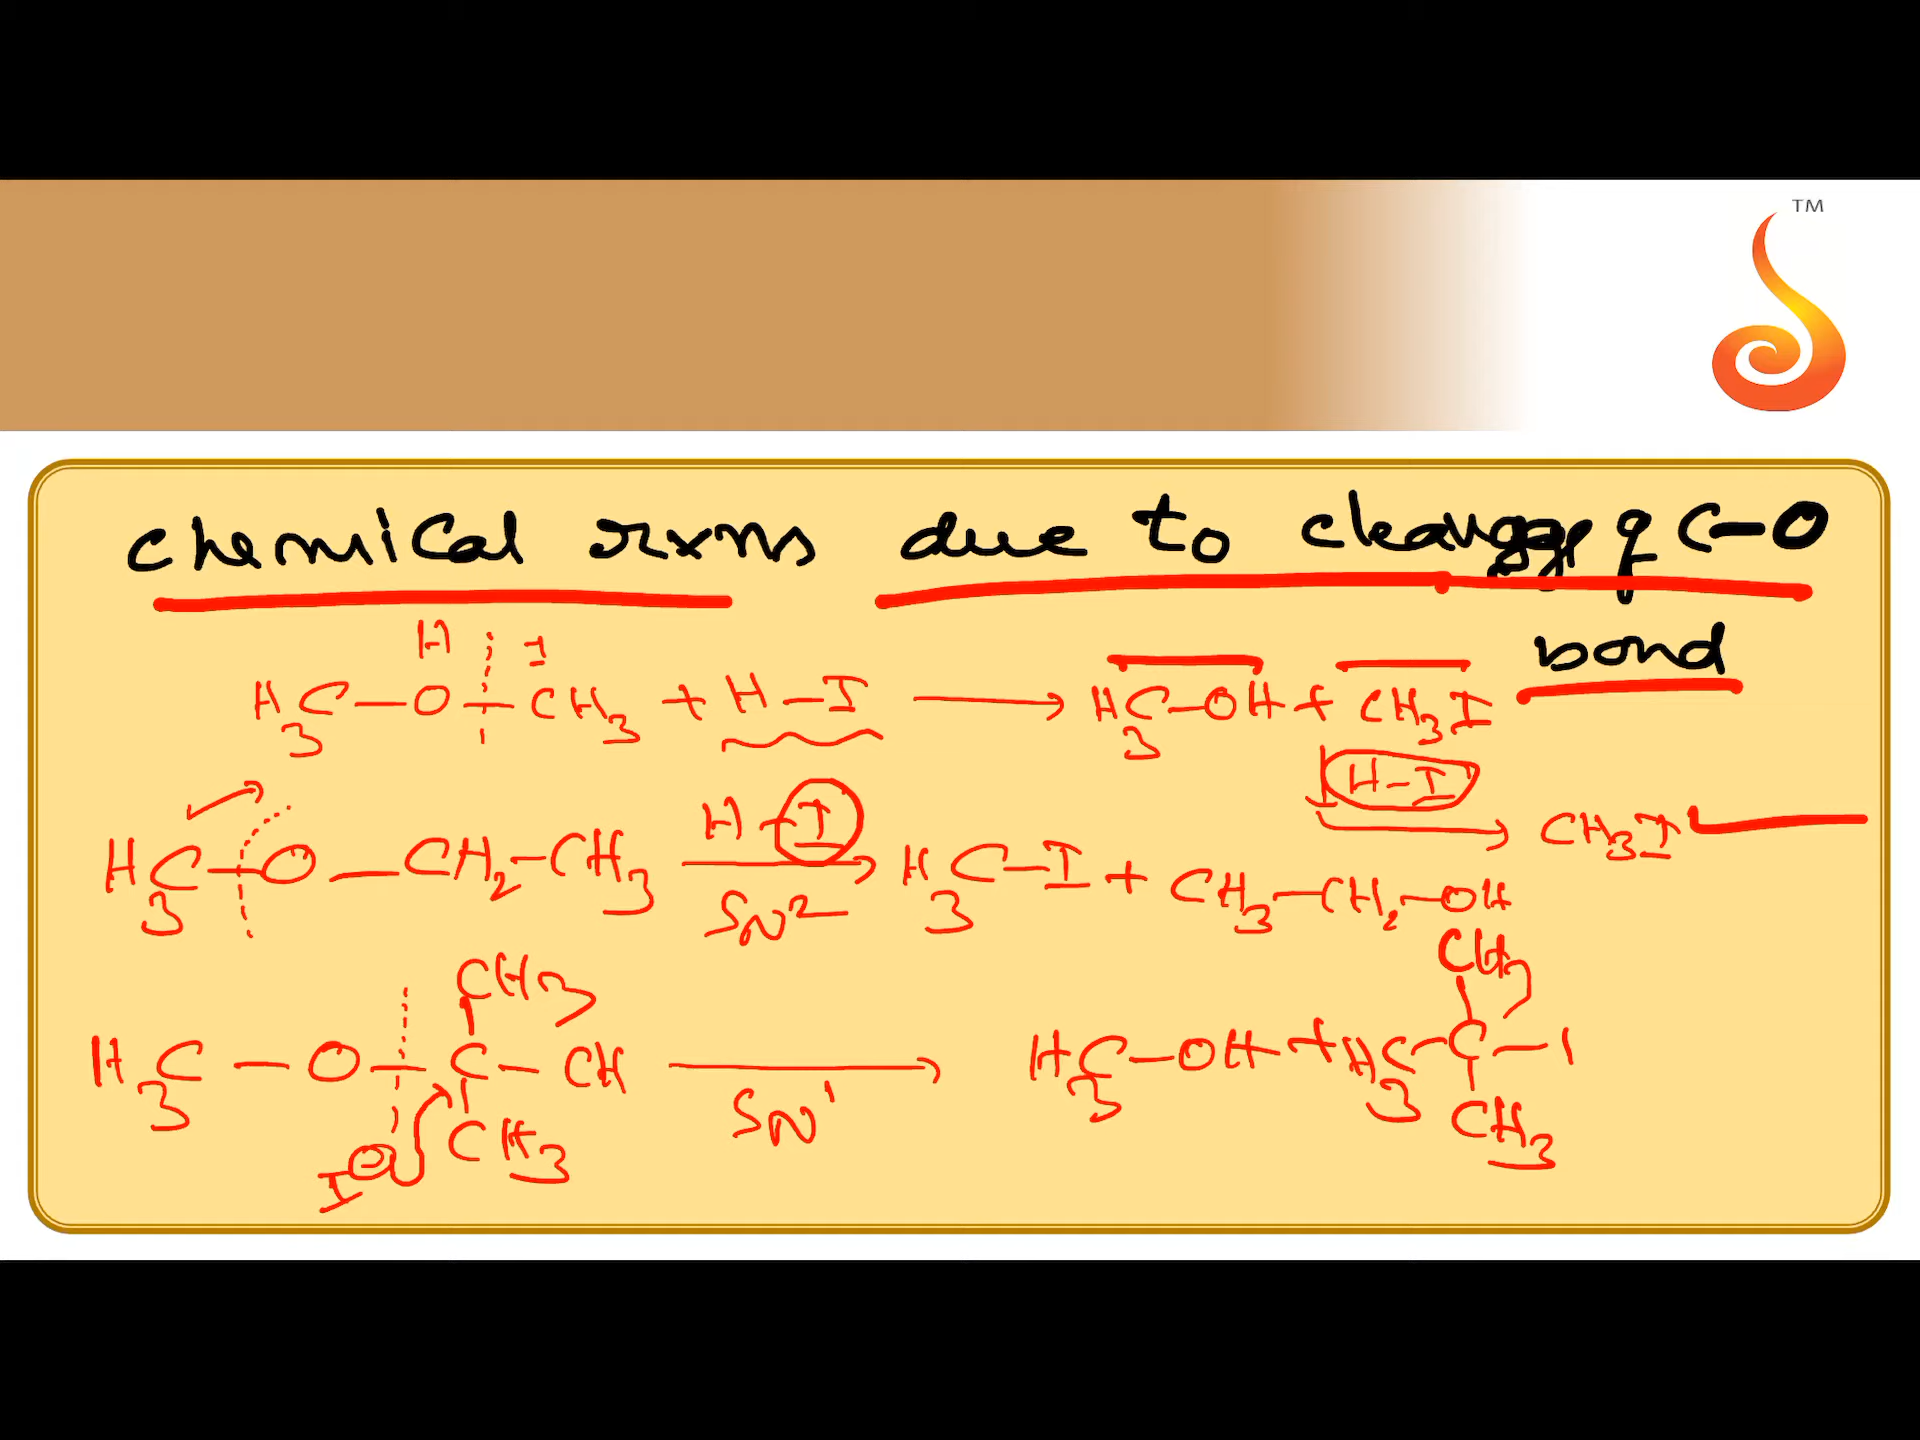 TM
chemical rxns due to cleavage of C-O
bond
H I
H3C-O-CH3 + H-I → H3C-OH + CH3I
H-I
→ CH3I
H3C-O-CH2-CH3 H-I SN2 → H3C-I + CH3-CH2-OH
CH3 CH3
H3C-O-C-CH SN1 → H3C-OH + H3C-C-I
CH3 CH3
I⊖